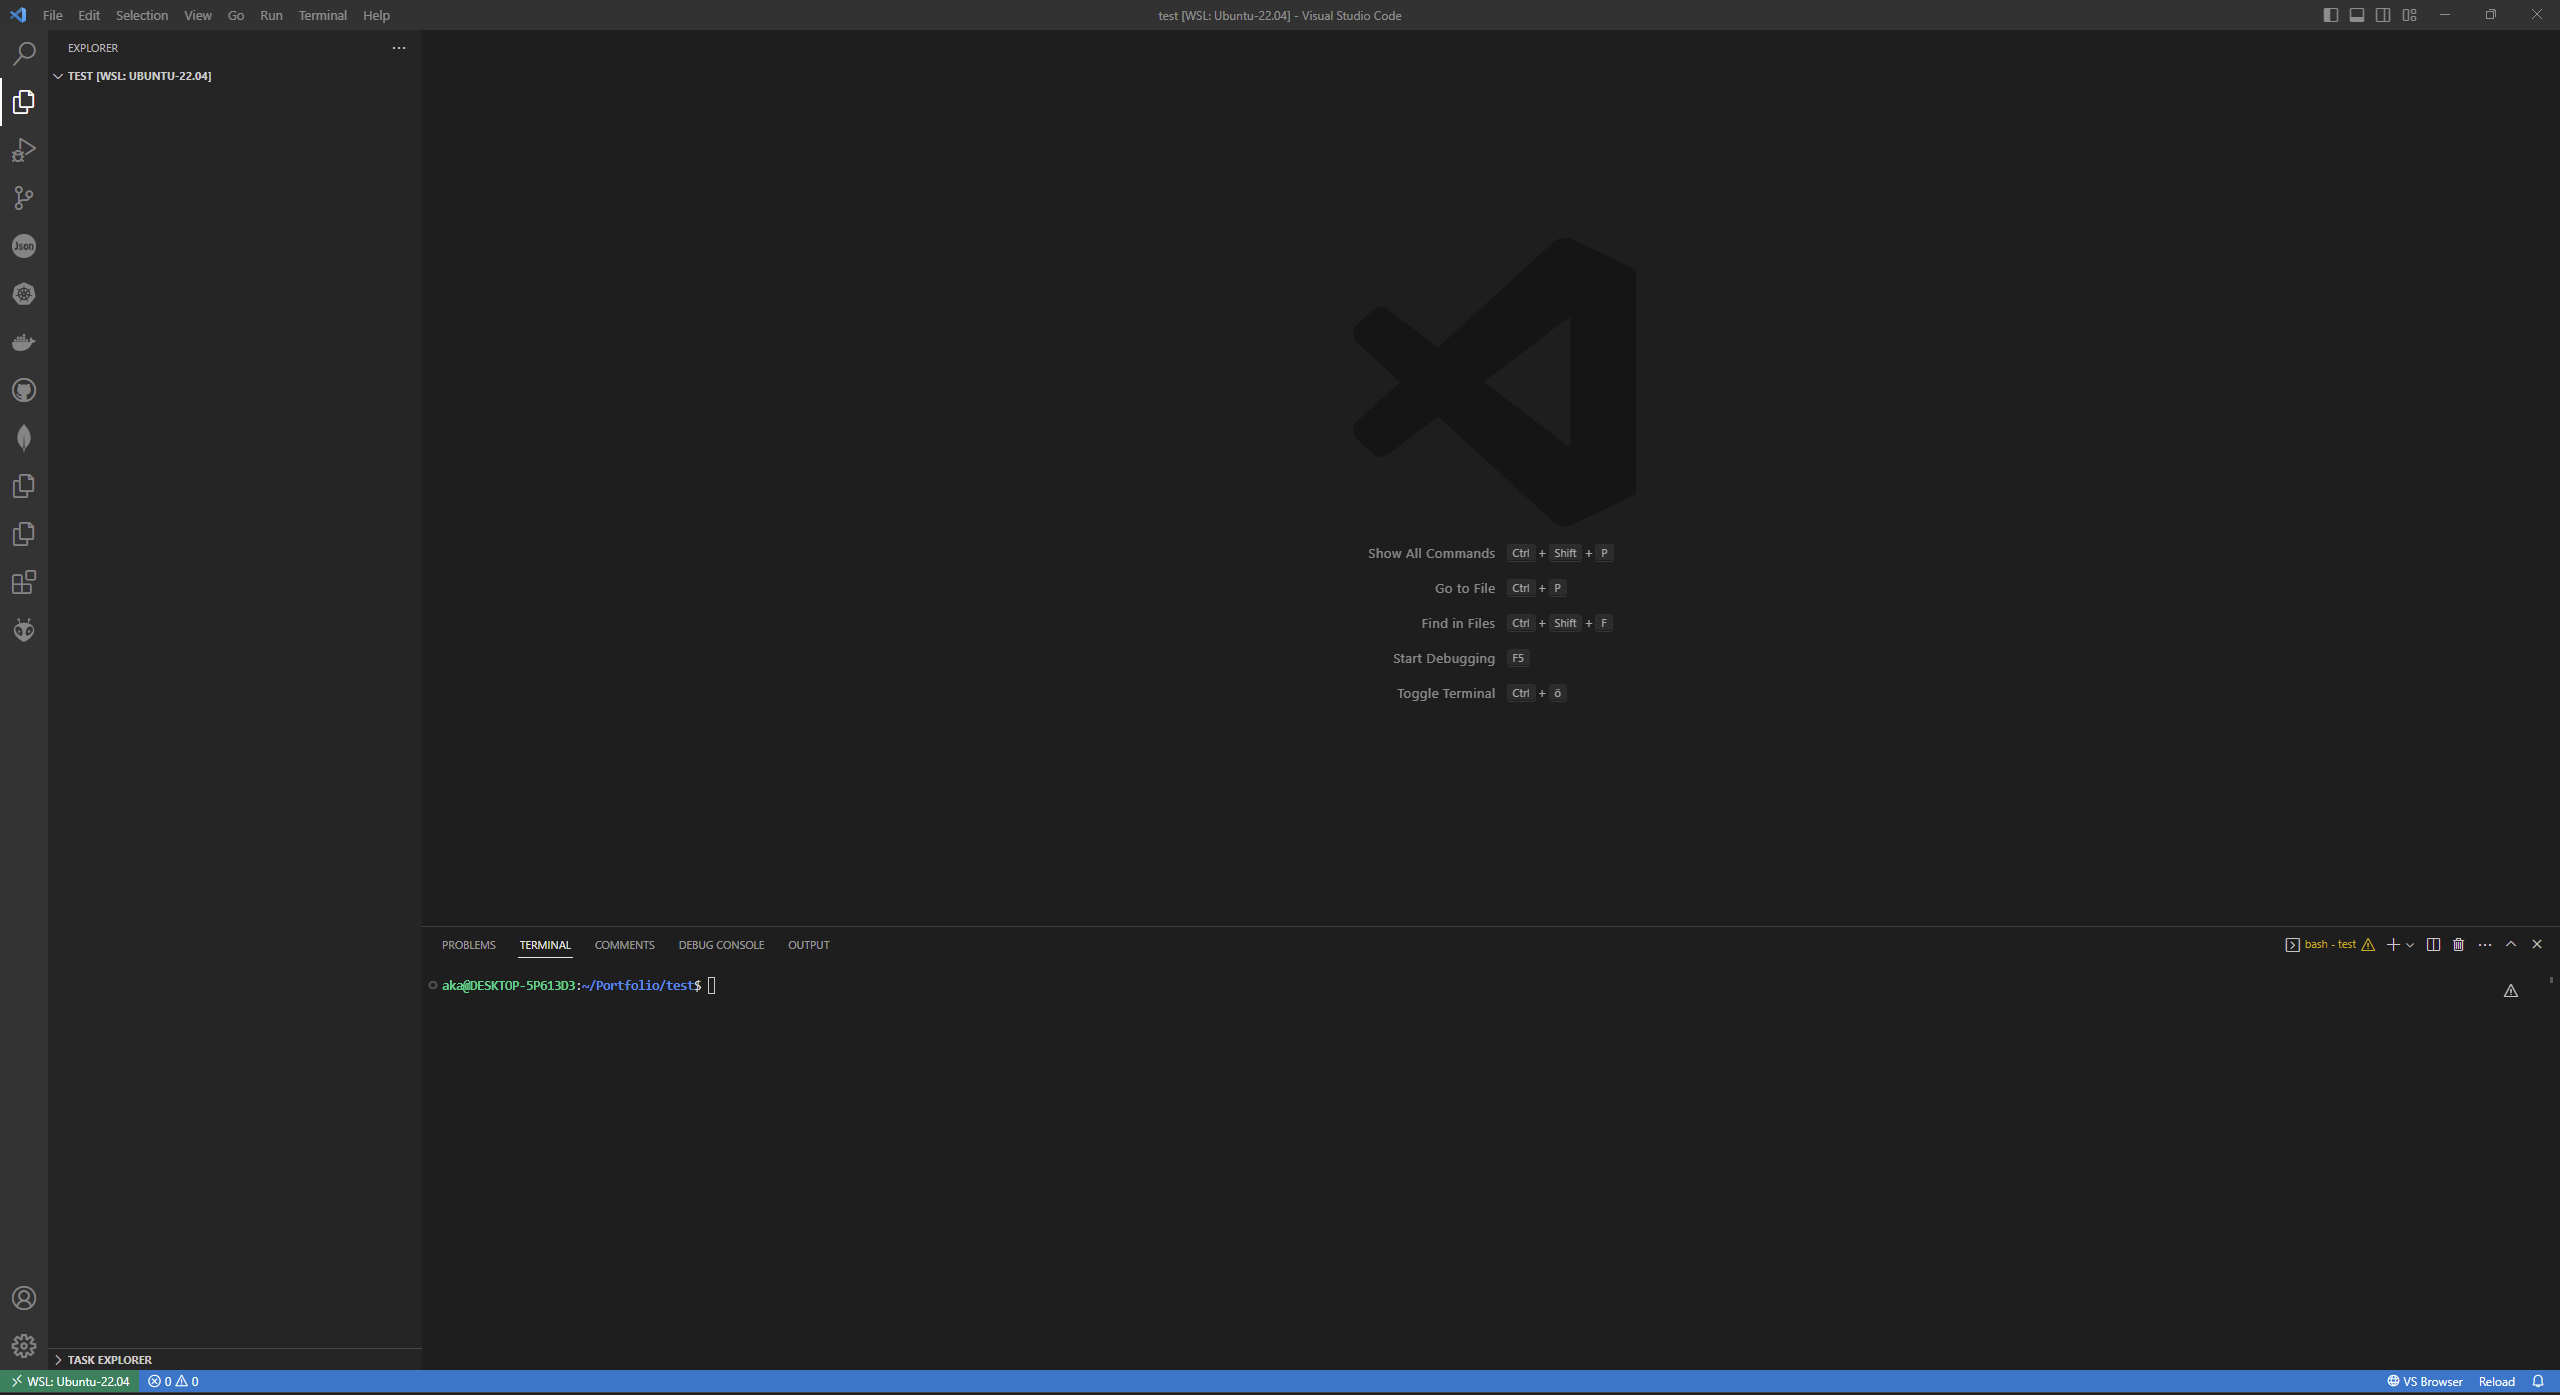 File Edit Selection View Go Run Terminal Help
test [WSL: Ubuntu-22.04] - Visual Studio Code
EXPLORER
TEST [WSL: UBUNTU-22.04]
Json
Show All Commands Ctrl + Shift + P
Go to File Ctrl + P
Find in Files Ctrl + Shift + F
Start Debugging F5
Toggle Terminal Ctrl + ö
PROBLEMS TERMINAL COMMENTS DEBUG CONSOLE OUTPUT
bash - test
aka@DESKTOP-5P613D3:~/Portfolio/test$
TASK EXPLORER
WSL: Ubuntu-22.04 0 0
VS Browser Reload